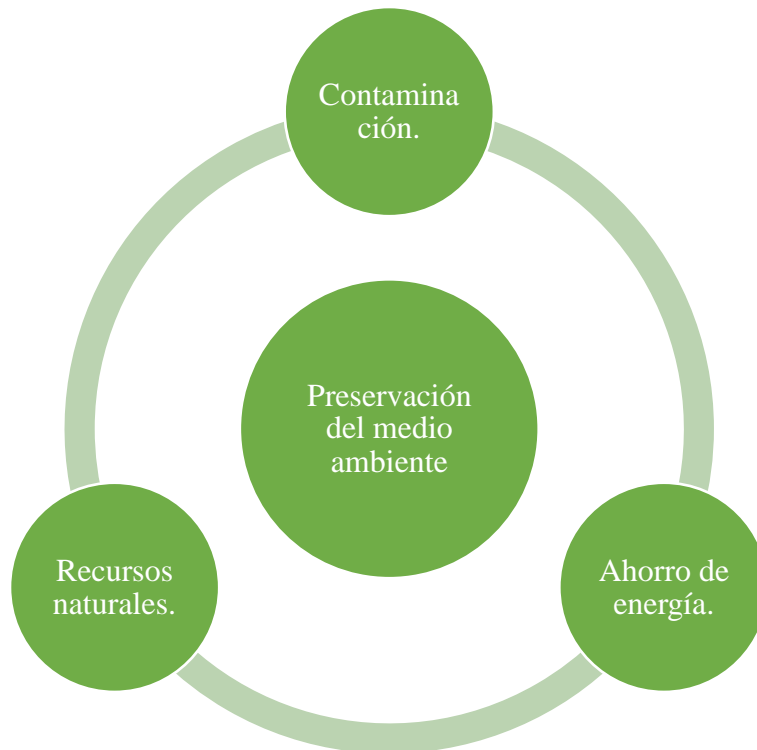 Contamina
ción.
Preservación
del medio
ambiente
Recursos
naturales.
Ahorro de
energía.